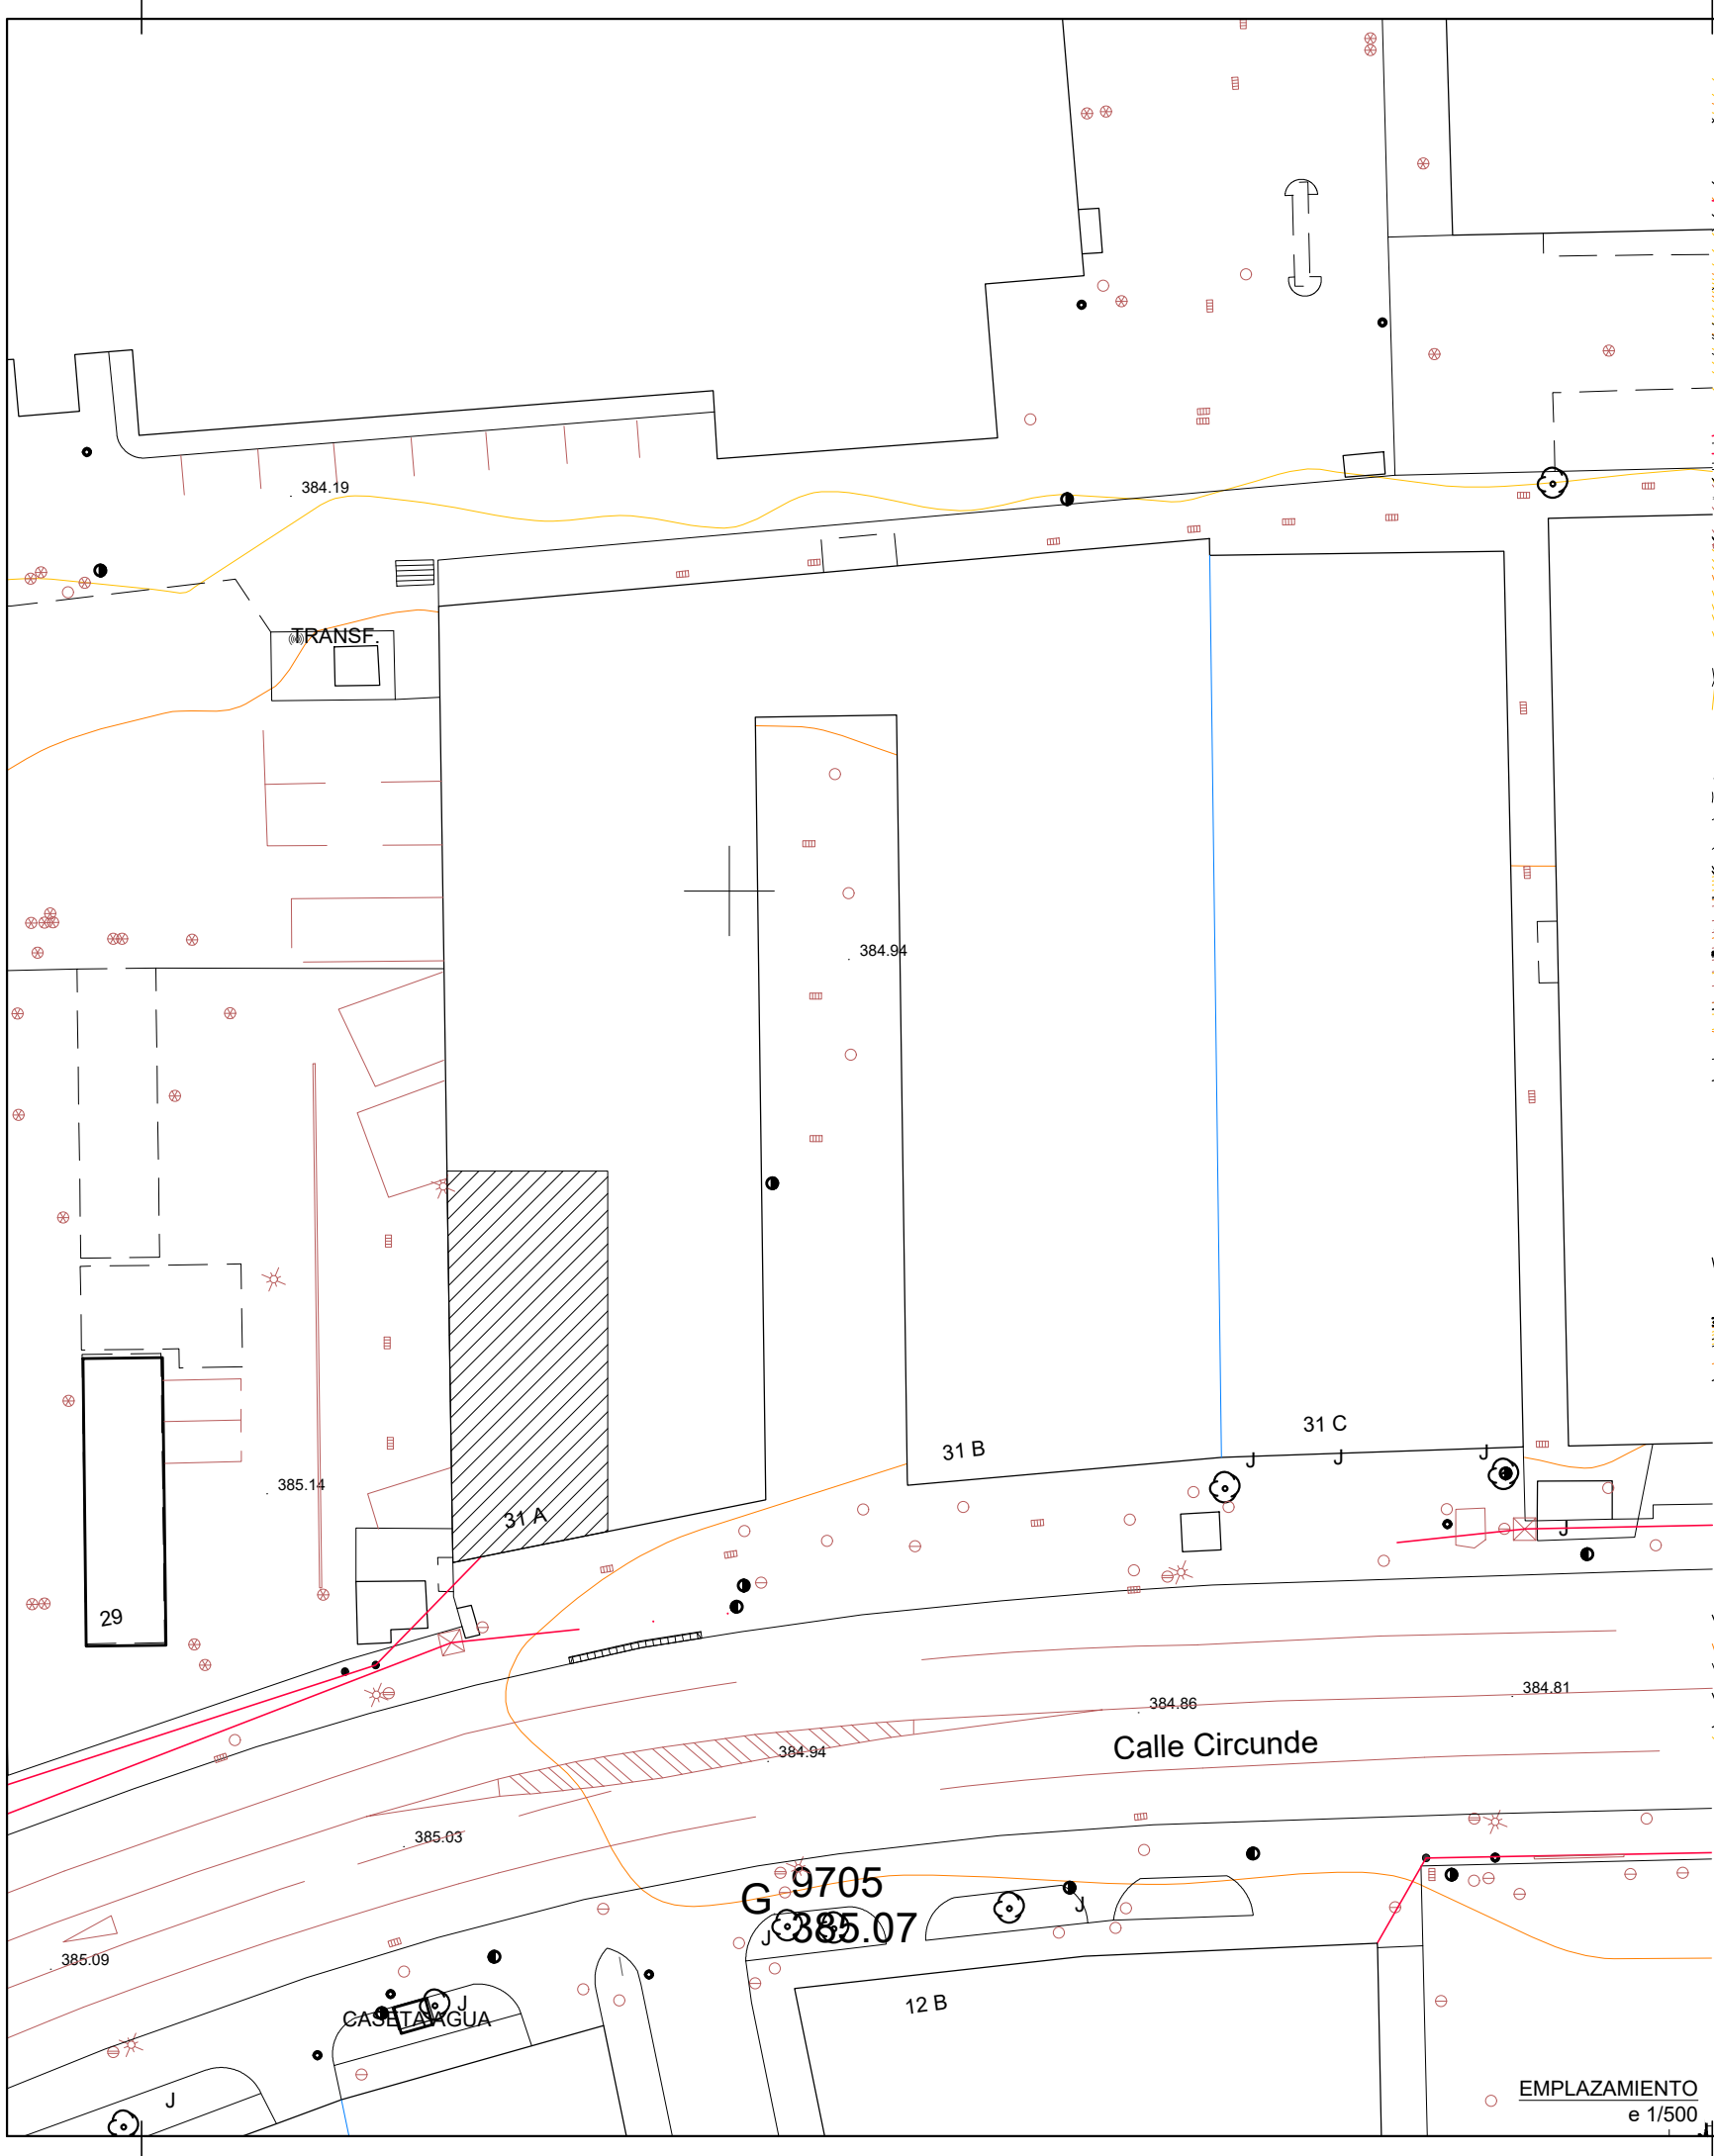 384.19
TRANSF.
384.94
31 C
31 B
J
J
J
385.14
31 A
J
29
384.81
384.86
Calle Circunde
384.94
385.03
G 9705
385.07
J
J
385.09
J
12 B
CASETA AGUA
J
EMPLAZAMIENTO
e 1/500